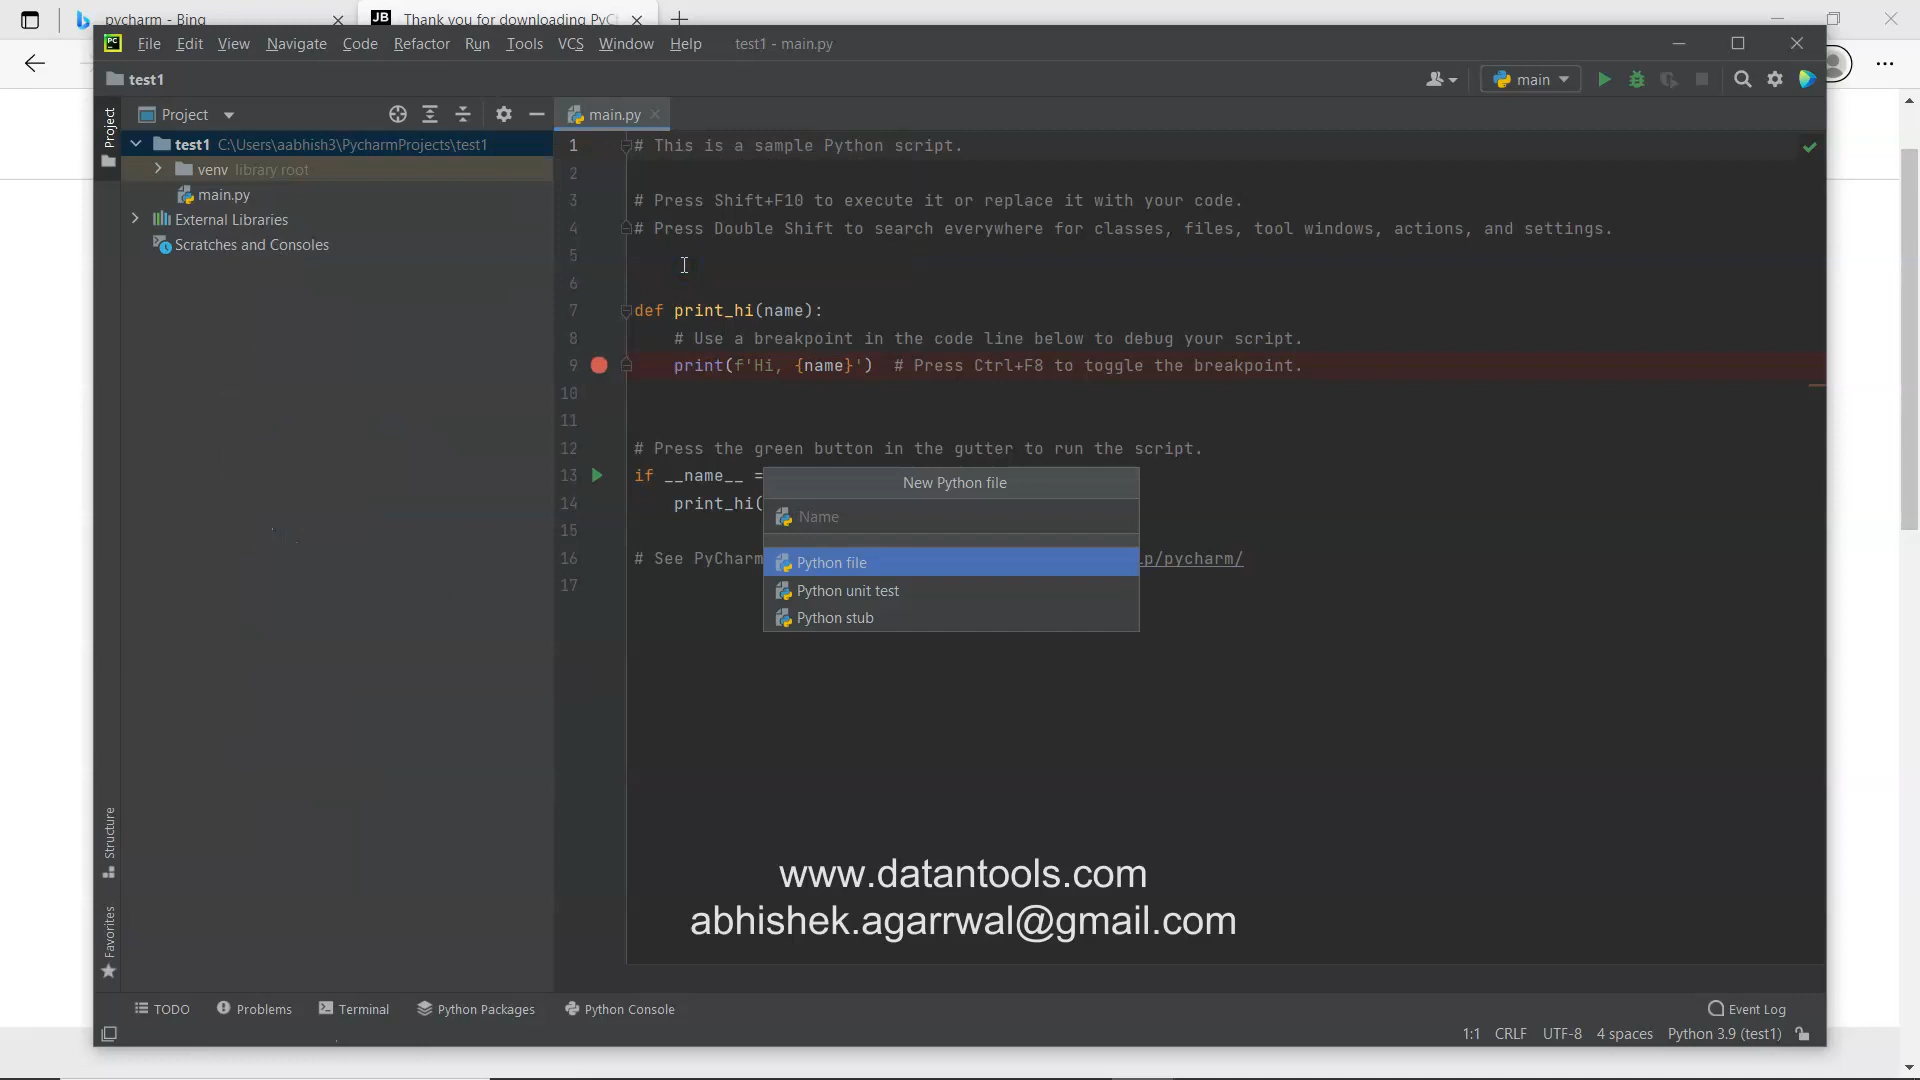 pycharm - Bing
JB Thank you for downloading PyC
PC File Edit View Navigate Code Refactor Run Tools VCS Window Help test1 - main.py
test1
main
Project
Project
main.py
test1 C:\Users\aabhish3\PycharmProjects\test1
venv library root
main.py
External Libraries
Scratches and Consoles
1 # This is a sample Python script.
2
3 # Press Shift+F10 to execute it or replace it with your code.
4 # Press Double Shift to search everywhere for classes, files, tool windows, actions, and settings.
5
6
7 def print_hi(name):
8 # Use a breakpoint in the code line below to debug your script.
9 print(f'Hi, {name}') # Press Ctrl+F8 to toggle the breakpoint.
10
11
12 # Press the green button in the gutter to run the script.
13 if __name__ =
14 print_hi(
15
16 # See PyCharm lp/pycharm/
17
New Python file
Name
Python file
Python unit test
Python stub
Structure
Favorites
www.datantools.com
abhishek.agarrwal@gmail.com
TODO Problems Terminal Python Packages Python Console Event Log
1:1 CRLF UTF-8 4 spaces Python 3.9 (test1)